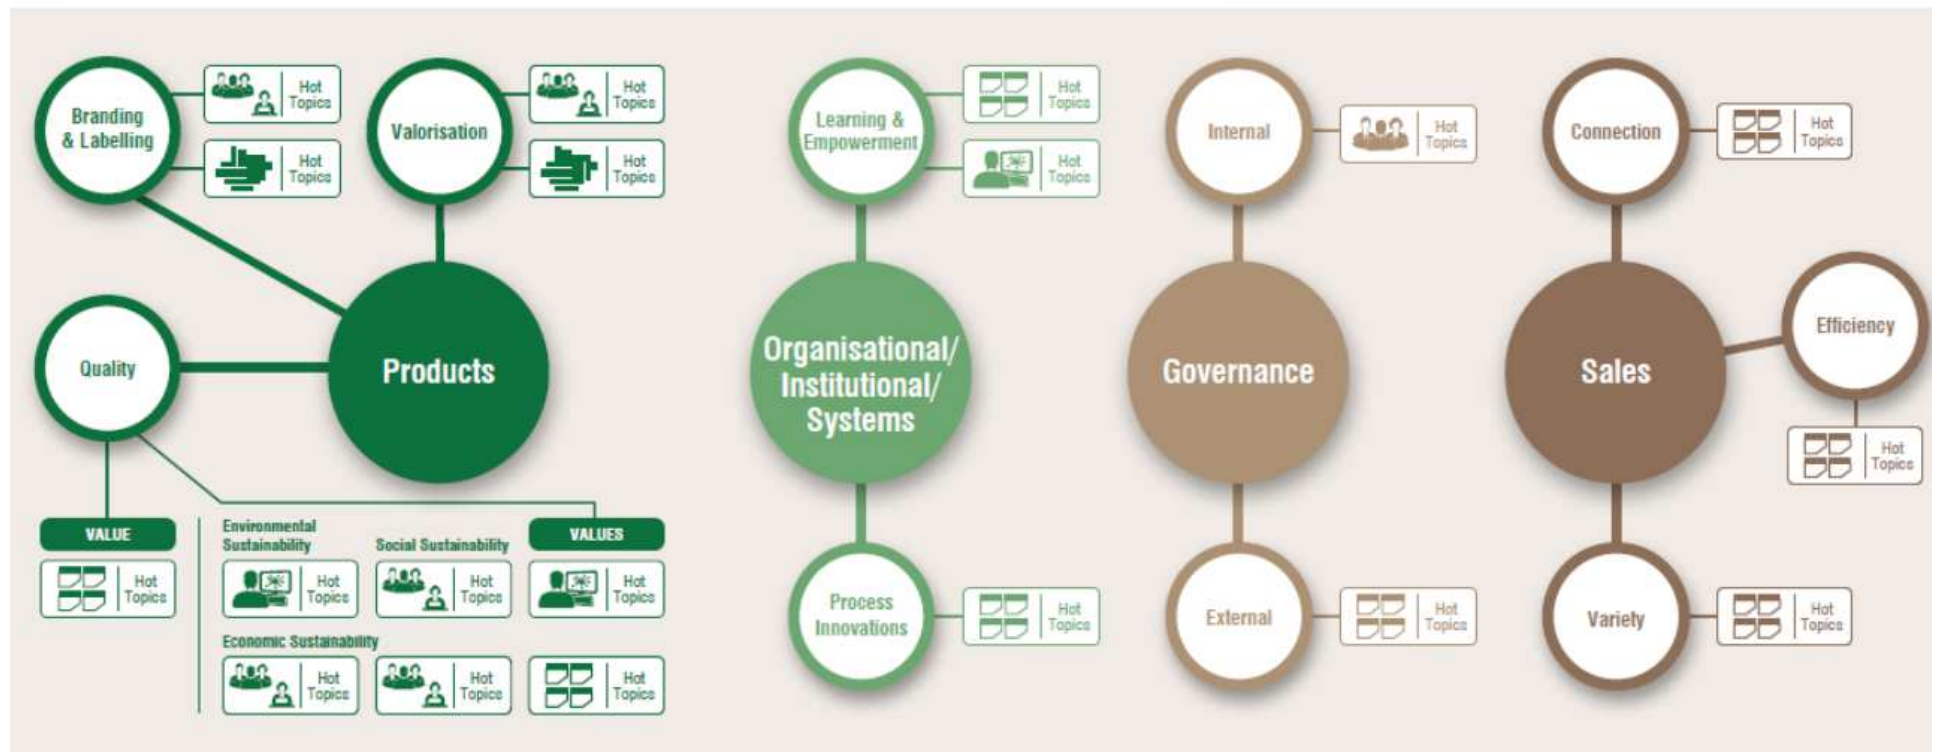 Branding
& Labelling
Hot
Topics
Hot
Topics
Valorisation
Hot
Topics
Hot
Topics
Quality
Products
VALUE
Hot
Topics
Environmental
Sustainability
Hot
Topics
Social Sustainability
Hot
Topics
VALUES
Hot
Topics
Economic Sustainability
Hot
Topics
Hot
Topics
Hot
Topics
Learning &
Empowerment
Hot
Topics
Hot
Topics
Organisational/
Institutional/
Systems
Process
Innovations
Hot
Topics
Internal
Hot
Topics
Governance
External
Hot
Topics
Connection
Hot
Topics
Sales
Efficiency
Hot
Topics
Variety
Hot
Topics